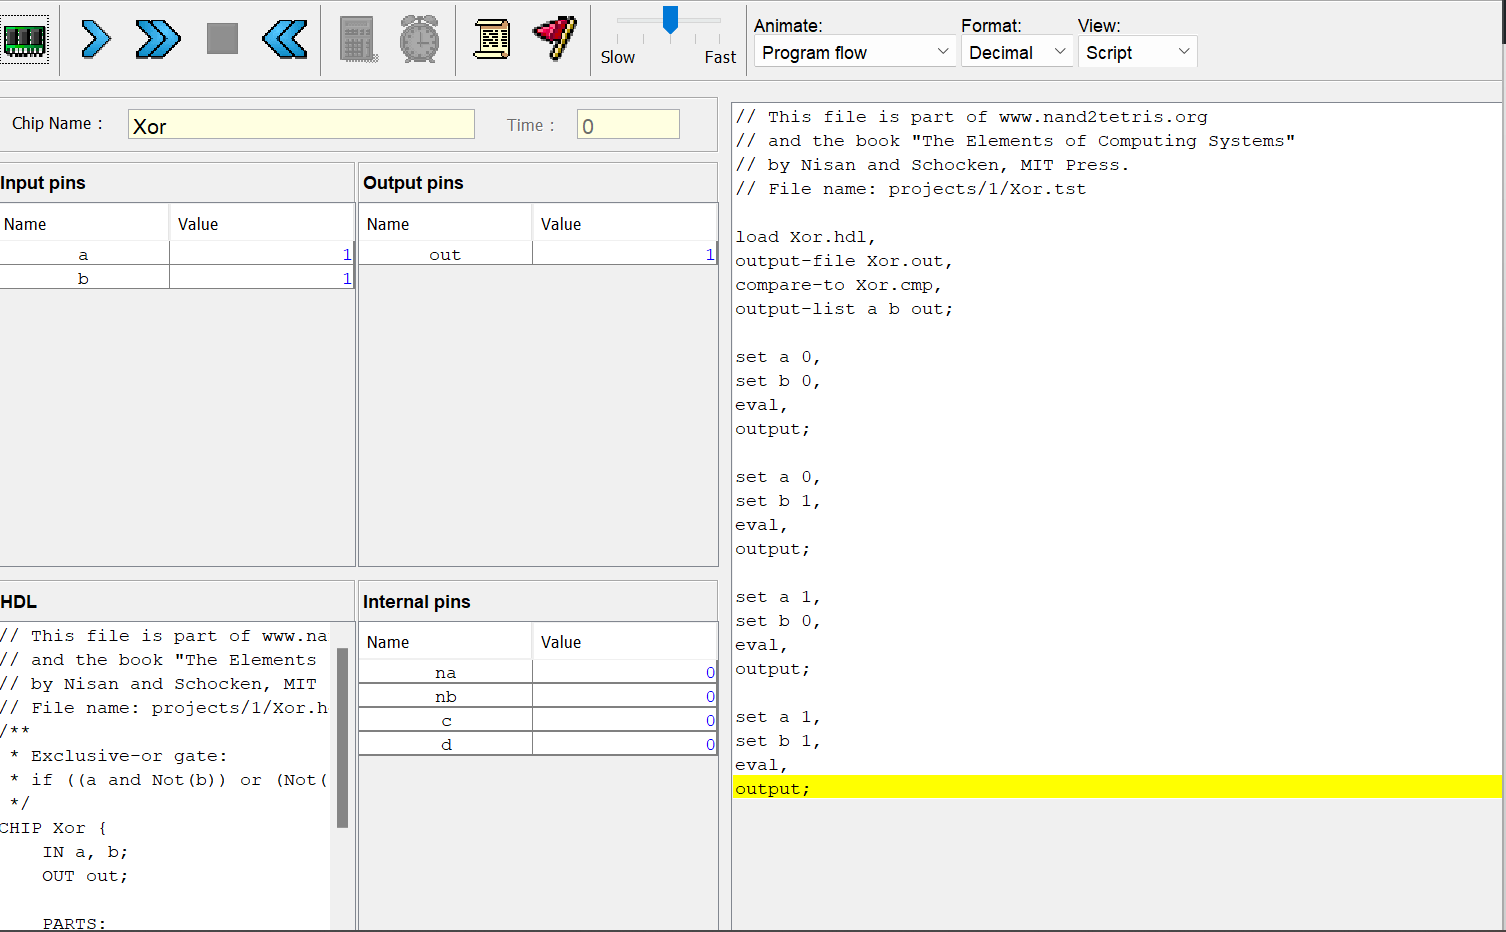 Slow
Fast
Animate:
Program flow
Format:
Decimal
View:
Script
Chip Name :
Xor
Time :
0
Input pins
Name Value
a 1
b 1
Output pins
Name Value
out 1
HDL
// This file is part of www.na
// and the book "The Elements
// by Nisan and Schocken, MIT
// File name: projects/1/Xor.h
/**
* Exclusive-or gate:
* if ((a and Not(b)) or (Not(
*/
CHIP Xor {
IN a, b;
OUT out;
PARTS:
Internal pins
Name Value
na 0
nb 0
c 0
d 0
// This file is part of www.nand2tetris.org
// and the book "The Elements of Computing Systems"
// by Nisan and Schocken, MIT Press.
// File name: projects/1/Xor.tst
load Xor.hdl,
output-file Xor.out,
compare-to Xor.cmp,
output-list a b out;
set a 0,
set b 0,
eval,
output;
set a 0,
set b 1,
eval,
output;
set a 1,
set b 0,
eval,
output;
set a 1,
set b 1,
eval,
output;